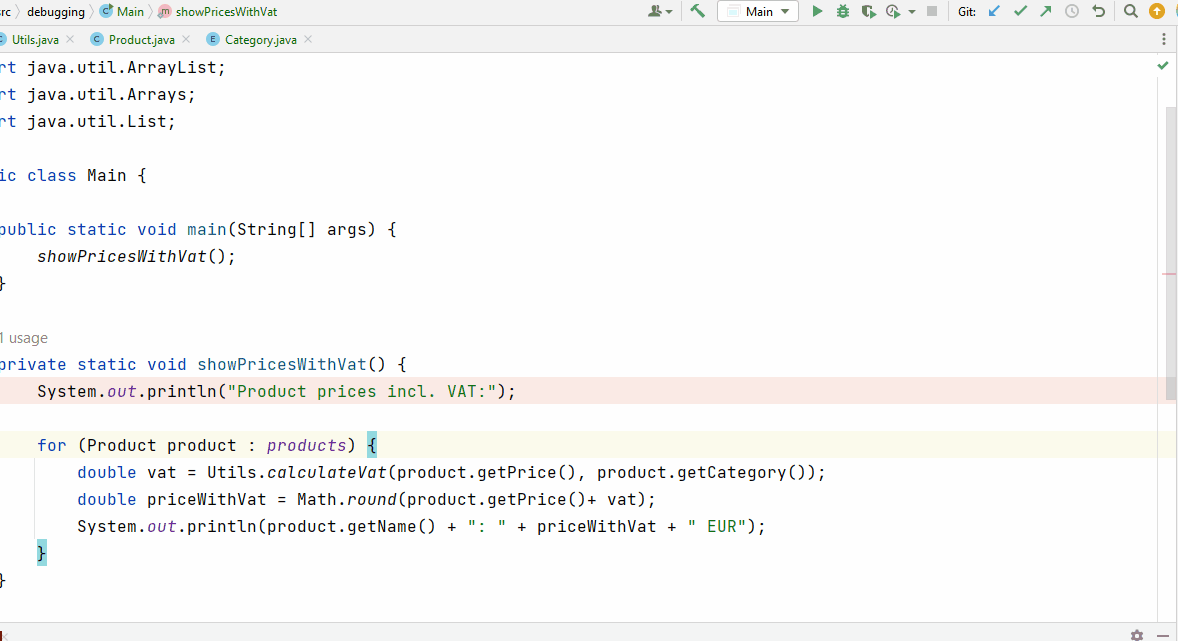 rc debugging Main showPricesWithVat Main Git:
Utils.java Product.java Category.java
rt java.util.ArrayList;
rt java.util.Arrays;
rt java.util.List;
ic class Main {
public static void main(String[] args) {
showPricesWithVat();
}
1 usage
private static void showPricesWithVat() {
System.out.println("Product prices incl. VAT:");
for (Product product : products) {
double vat = Utils.calculateVat(product.getPrice(), product.getCategory());
double priceWithVat = Math.round(product.getPrice()+ vat);
System.out.println(product.getName() + ": " + priceWithVat + " EUR");
}
}